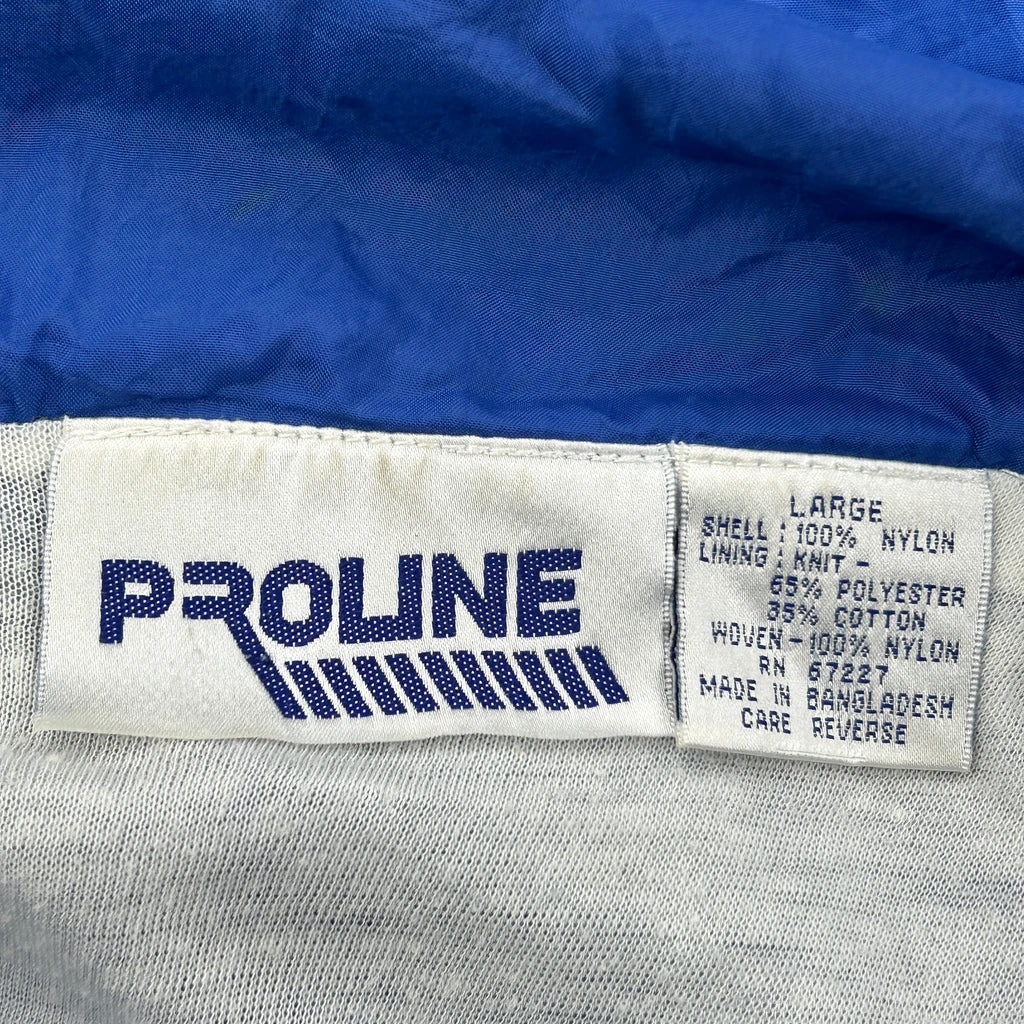 PROLINE
LARGE
SHELL : 100% NYLON
LINING : KNIT -
65% POLYESTER
35% COTTON
WOVEN - 100% NYLON
RN 67227
MADE IN BANGLADESH
CARE REVERSE